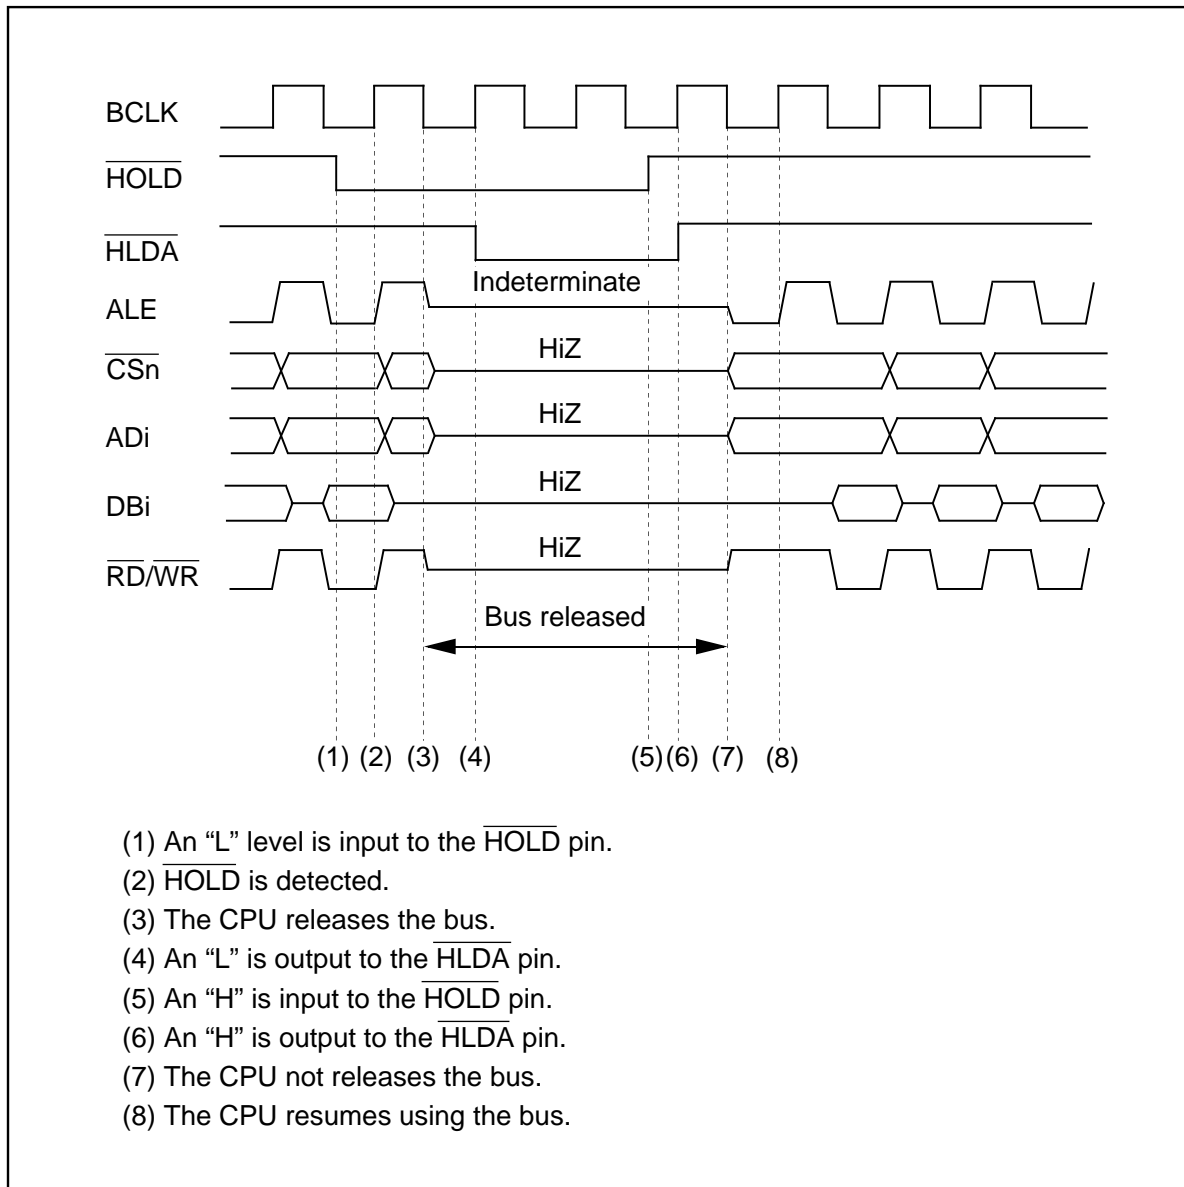 BCLK
HOLD
HLDA
Indeterminate
ALE
HiZ
CSn
HiZ
ADi
HiZ
DBi
HiZ
RD/WR
Bus released
(1) (2) (3) (4) (5) (6) (7) (8)
(1) An “L” level is input to the HOLD pin.
(2) HOLD is detected.
(3) The CPU releases the bus.
(4) An “L” is output to the HLDA pin.
(5) An “H” is input to the HOLD pin.
(6) An “H” is output to the HLDA pin.
(7) The CPU not releases the bus.
(8) The CPU resumes using the bus.